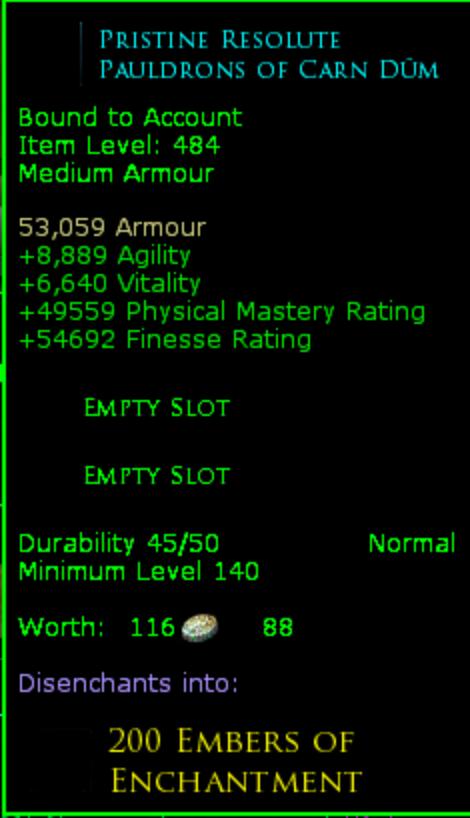 Pristine Resolute
Pauldrons of Carn Dûm
Bound to Account
Item Level: 484
Medium Armour
53,059 Armour
+8,889 Agility
+6,640 Vitality
+49559 Physical Mastery Rating
+54692 Finesse Rating
Empty Slot
Empty Slot
Durability 45/50 Normal
Minimum Level 140
Worth: 116 88
Disenchants into:
200 Embers of
Enchantment